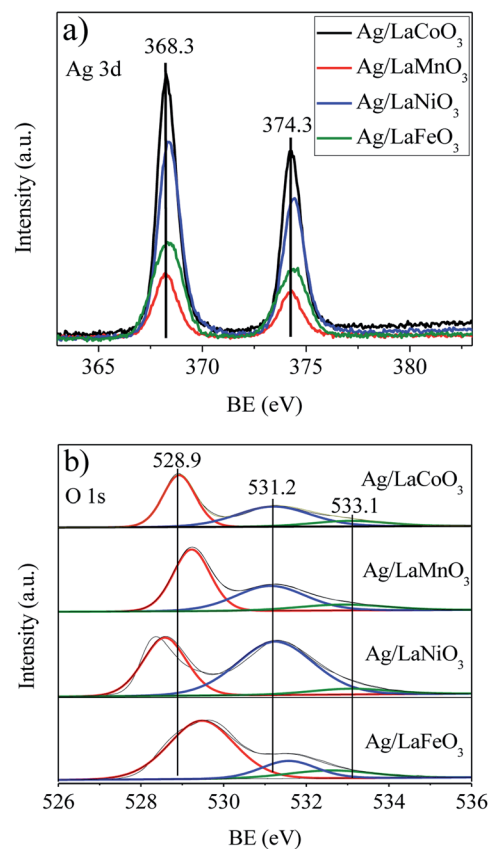 a)
368.3
Ag 3d
374.3
Ag/LaCoO₃
Ag/LaMnO₃
Ag/LaNiO₃
Ag/LaFeO₃
Intensity (a.u.)
365 370 375 380
BE (eV)
b)
528.9
O 1s
531.2
533.1
Ag/LaCoO₃
Ag/LaMnO₃
Ag/LaNiO₃
Ag/LaFeO₃
Intensity (a.u.)
526 528 530 532 534 536
BE (eV)